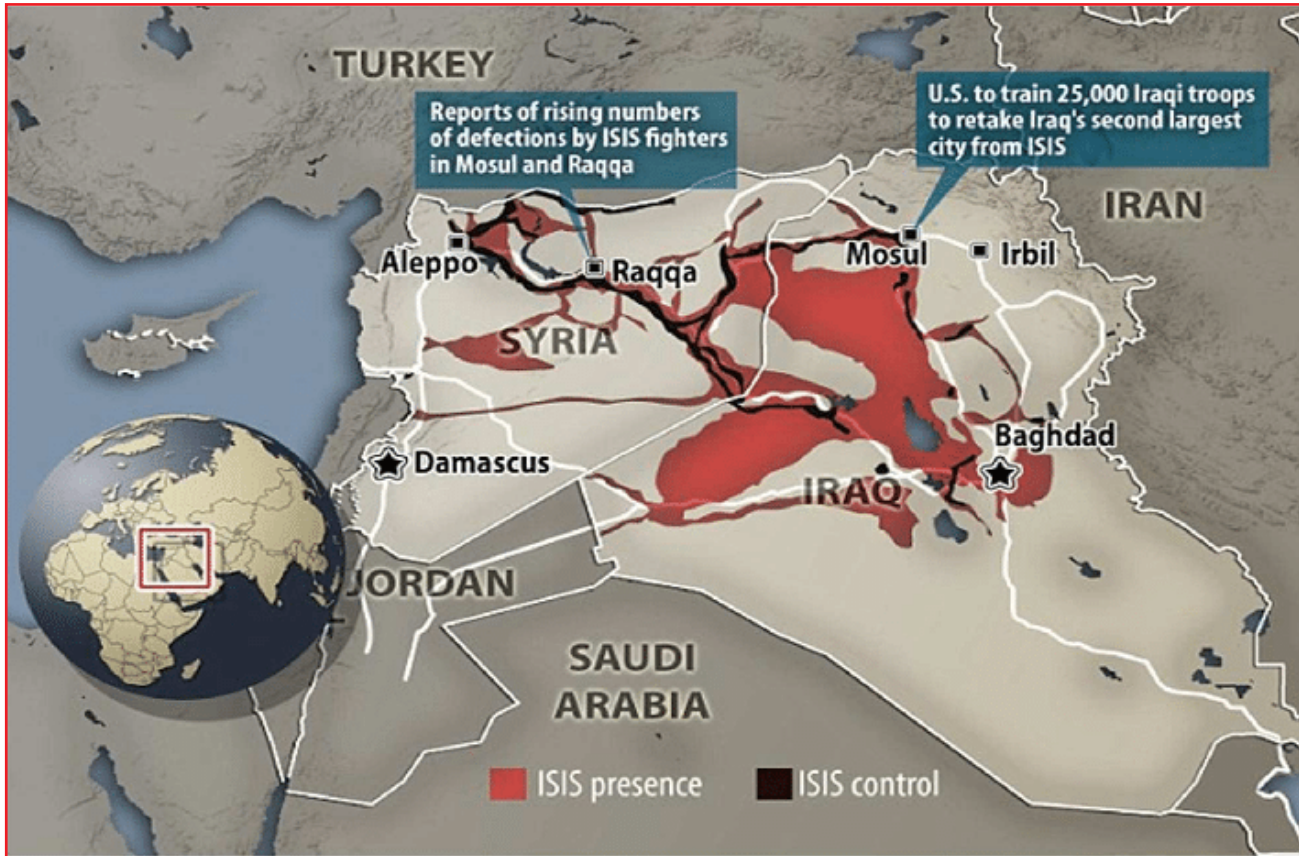 TURKEY
Reports of rising numbers
of defections by ISIS fighters
in Mosul and Raqqa
U.S. to train 25,000 Iraqi troops
to retake Iraq's second largest
city from ISIS
IRAN
Aleppo
Raqqa
Mosul
Irbil
SYRIA
Damascus
Baghdad
IRAQ
JORDAN
SAUDI
ARABIA
ISIS presence
ISIS control